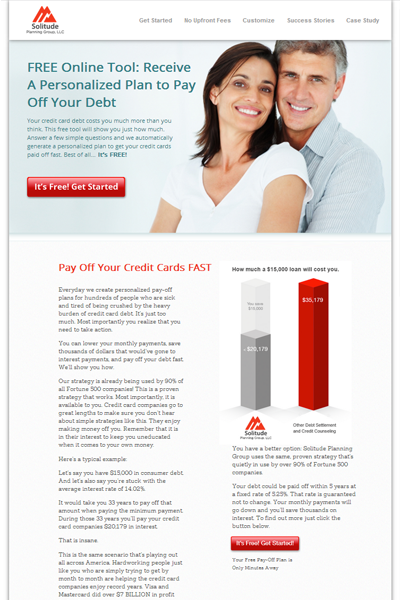 Solitude
Planning Group, LLC
Get Started
No Upfront Fees
Customize
Success Stories
Case Study
FREE Online Tool: Receive
A Personalized Plan to Pay
Off Your Debt
Your credit card debt costs you much more than you
think. This free tool will show you just how much.
Answer a few simple questions and we automatically
generate a personalized plan to get your credit cards
paid off fast. Best of all... It's FREE!
It's Free! Get Started
Pay Off Your Credit Cards FAST
Everyday we create personalized pay-off
plans for hundreds of people who are sick
and tired of being crushed by the heavy
burden of credit card debt. It's just too
much. Most importantly you realize that you
need to take action.
You can lower your monthly payments, save
thousands of dollars that would've gone to
interest payments, and pay off your debt fast.
We'll show you how.
Our strategy is already being used by 90% of
all Fortune 500 companies! This is a proven
strategy that works. Most importantly, it is
available to you. Credit card companies go to
great lengths to make sure you don't hear
about simple strategies like this. They enjoy
making money off you. Remember that it is
in their interest to keep you uneducated
when it comes to your own money.
Here's a typical example:
Let's say you have $15,000 in consumer debt.
And let's also say you're stuck with the
average interest rate of 14.02%.
It would take you 33 years to pay off that
amount when paying the minimum payment.
During those 33 years you'll pay your credit
card companies $20,179 in interest.
That is insane.
This is the same scenario that's playing out
all across America. Hardworking people just
like you who are simply trying to get by
month to month are helping the credit card
companies enjoy record years. Visa and
Mastercard did over $7 BILLION in profit
How much a $15,000 loan will cost you.
You save
$35,179
- $20,179
Solitude
Planning Group, LLC
Other Debt Settlement
and Credit Counseling
You have a better option: Solitude Planning
Group uses the same, proven strategy that's
quietly in use by over 90% of Fortune 500
companies.
Your debt could be paid off within 5 years at
a fixed rate of 5.25%. That rate is guaranteed
not to change. Your monthly payments will
go down and you'll save thousands on
interest. To find out more just click the
button below.
It's Free! Get Started!
Your Free Pay-Off Plan is
Only Minutes Away